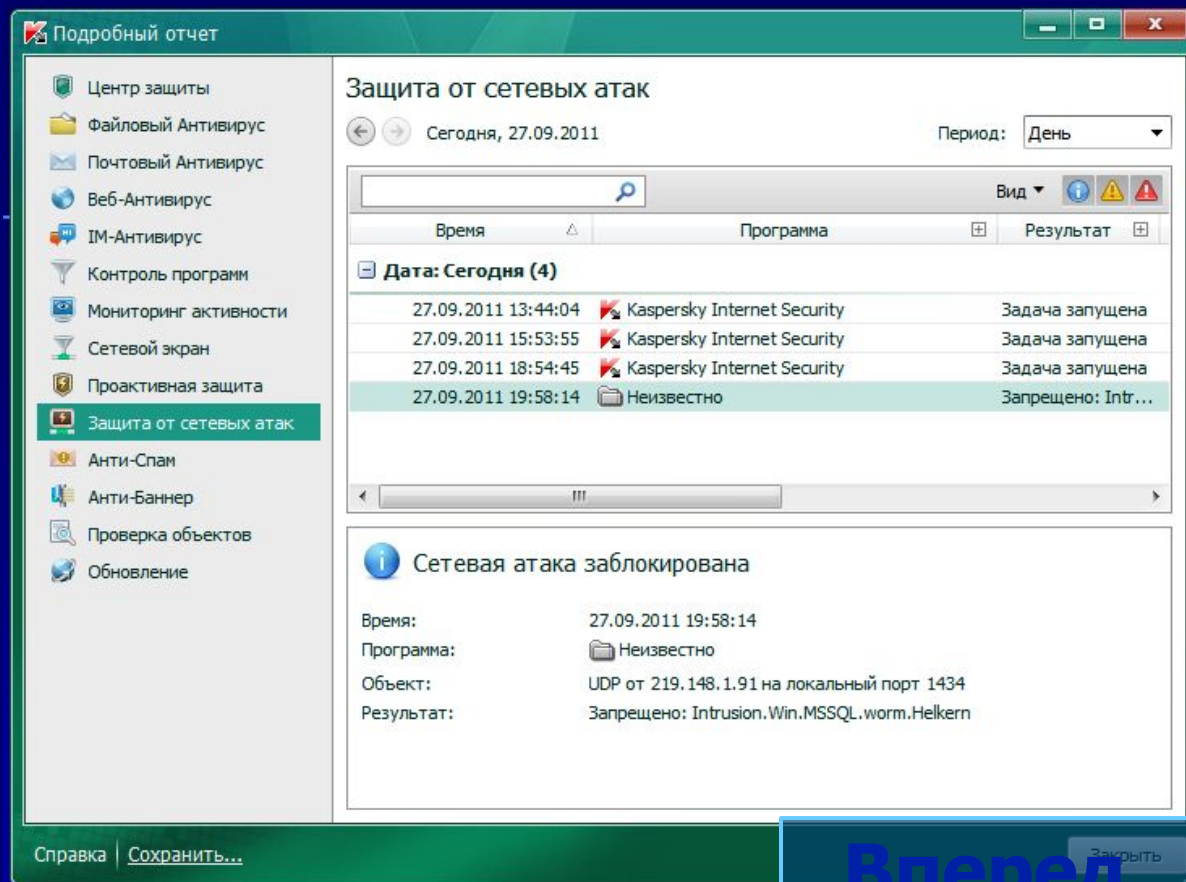 Подробный отчет
Центр защиты
Файловый Антивирус
Почтовый Антивирус
Веб-Антивирус
IM-Антивирус
Контроль программ
Мониторинг активности
Сетевой экран
Проактивная защита
Защита от сетевых атак
Анти-Спам
Анти-Баннер
Проверка объектов
Обновление
Защита от сетевых атак
Сегодня, 27.09.2011 Период: День
Вид
Время Программа Результат
Дата: Сегодня (4)
27.09.2011 13:44:04 Kaspersky Internet Security Задача запущена
27.09.2011 15:53:55 Kaspersky Internet Security Задача запущена
27.09.2011 18:54:45 Kaspersky Internet Security Задача запущена
27.09.2011 19:58:14 Неизвестно Запрещено: Intr...
Сетевая атака заблокирована
Время: 27.09.2011 19:58:14
Программа: Неизвестно
Объект: UDP от 219.148.1.91 на локальный порт 1434
Результат: Запрещено: Intrusion.Win.MSSQL.worm.Helkern
Справка Сохранить... Закрыть
Вперед